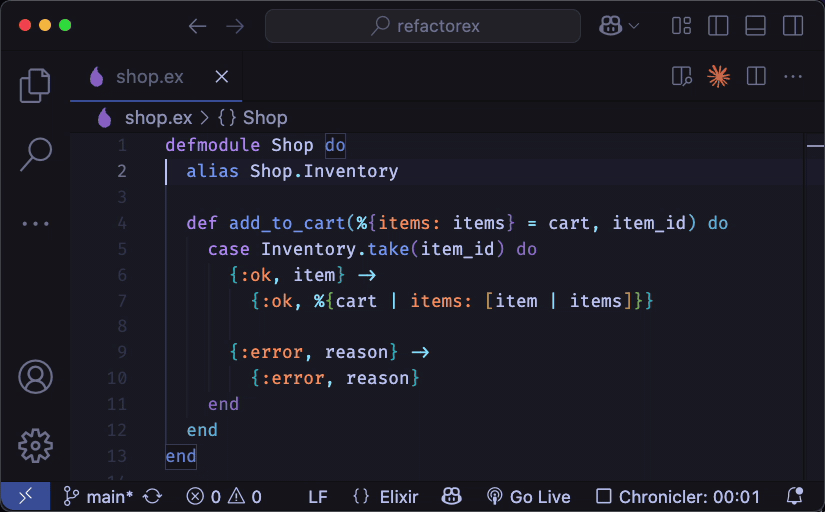 refactorex
shop.ex
shop.ex > {} Shop
1 defmodule Shop do
2 alias Shop.Inventory
3
4 def add_to_cart(%{items: items} = cart, item_id) do
5 case Inventory.take(item_id) do
6 {:ok, item} ->
7 {:ok, %{cart | items: [item | items]}}
8
9 {:error, reason} ->
10 {:error, reason}
11 end
12 end
13 end
main* 0 0 LF {} Elixir Go Live Chronicler: 00:01